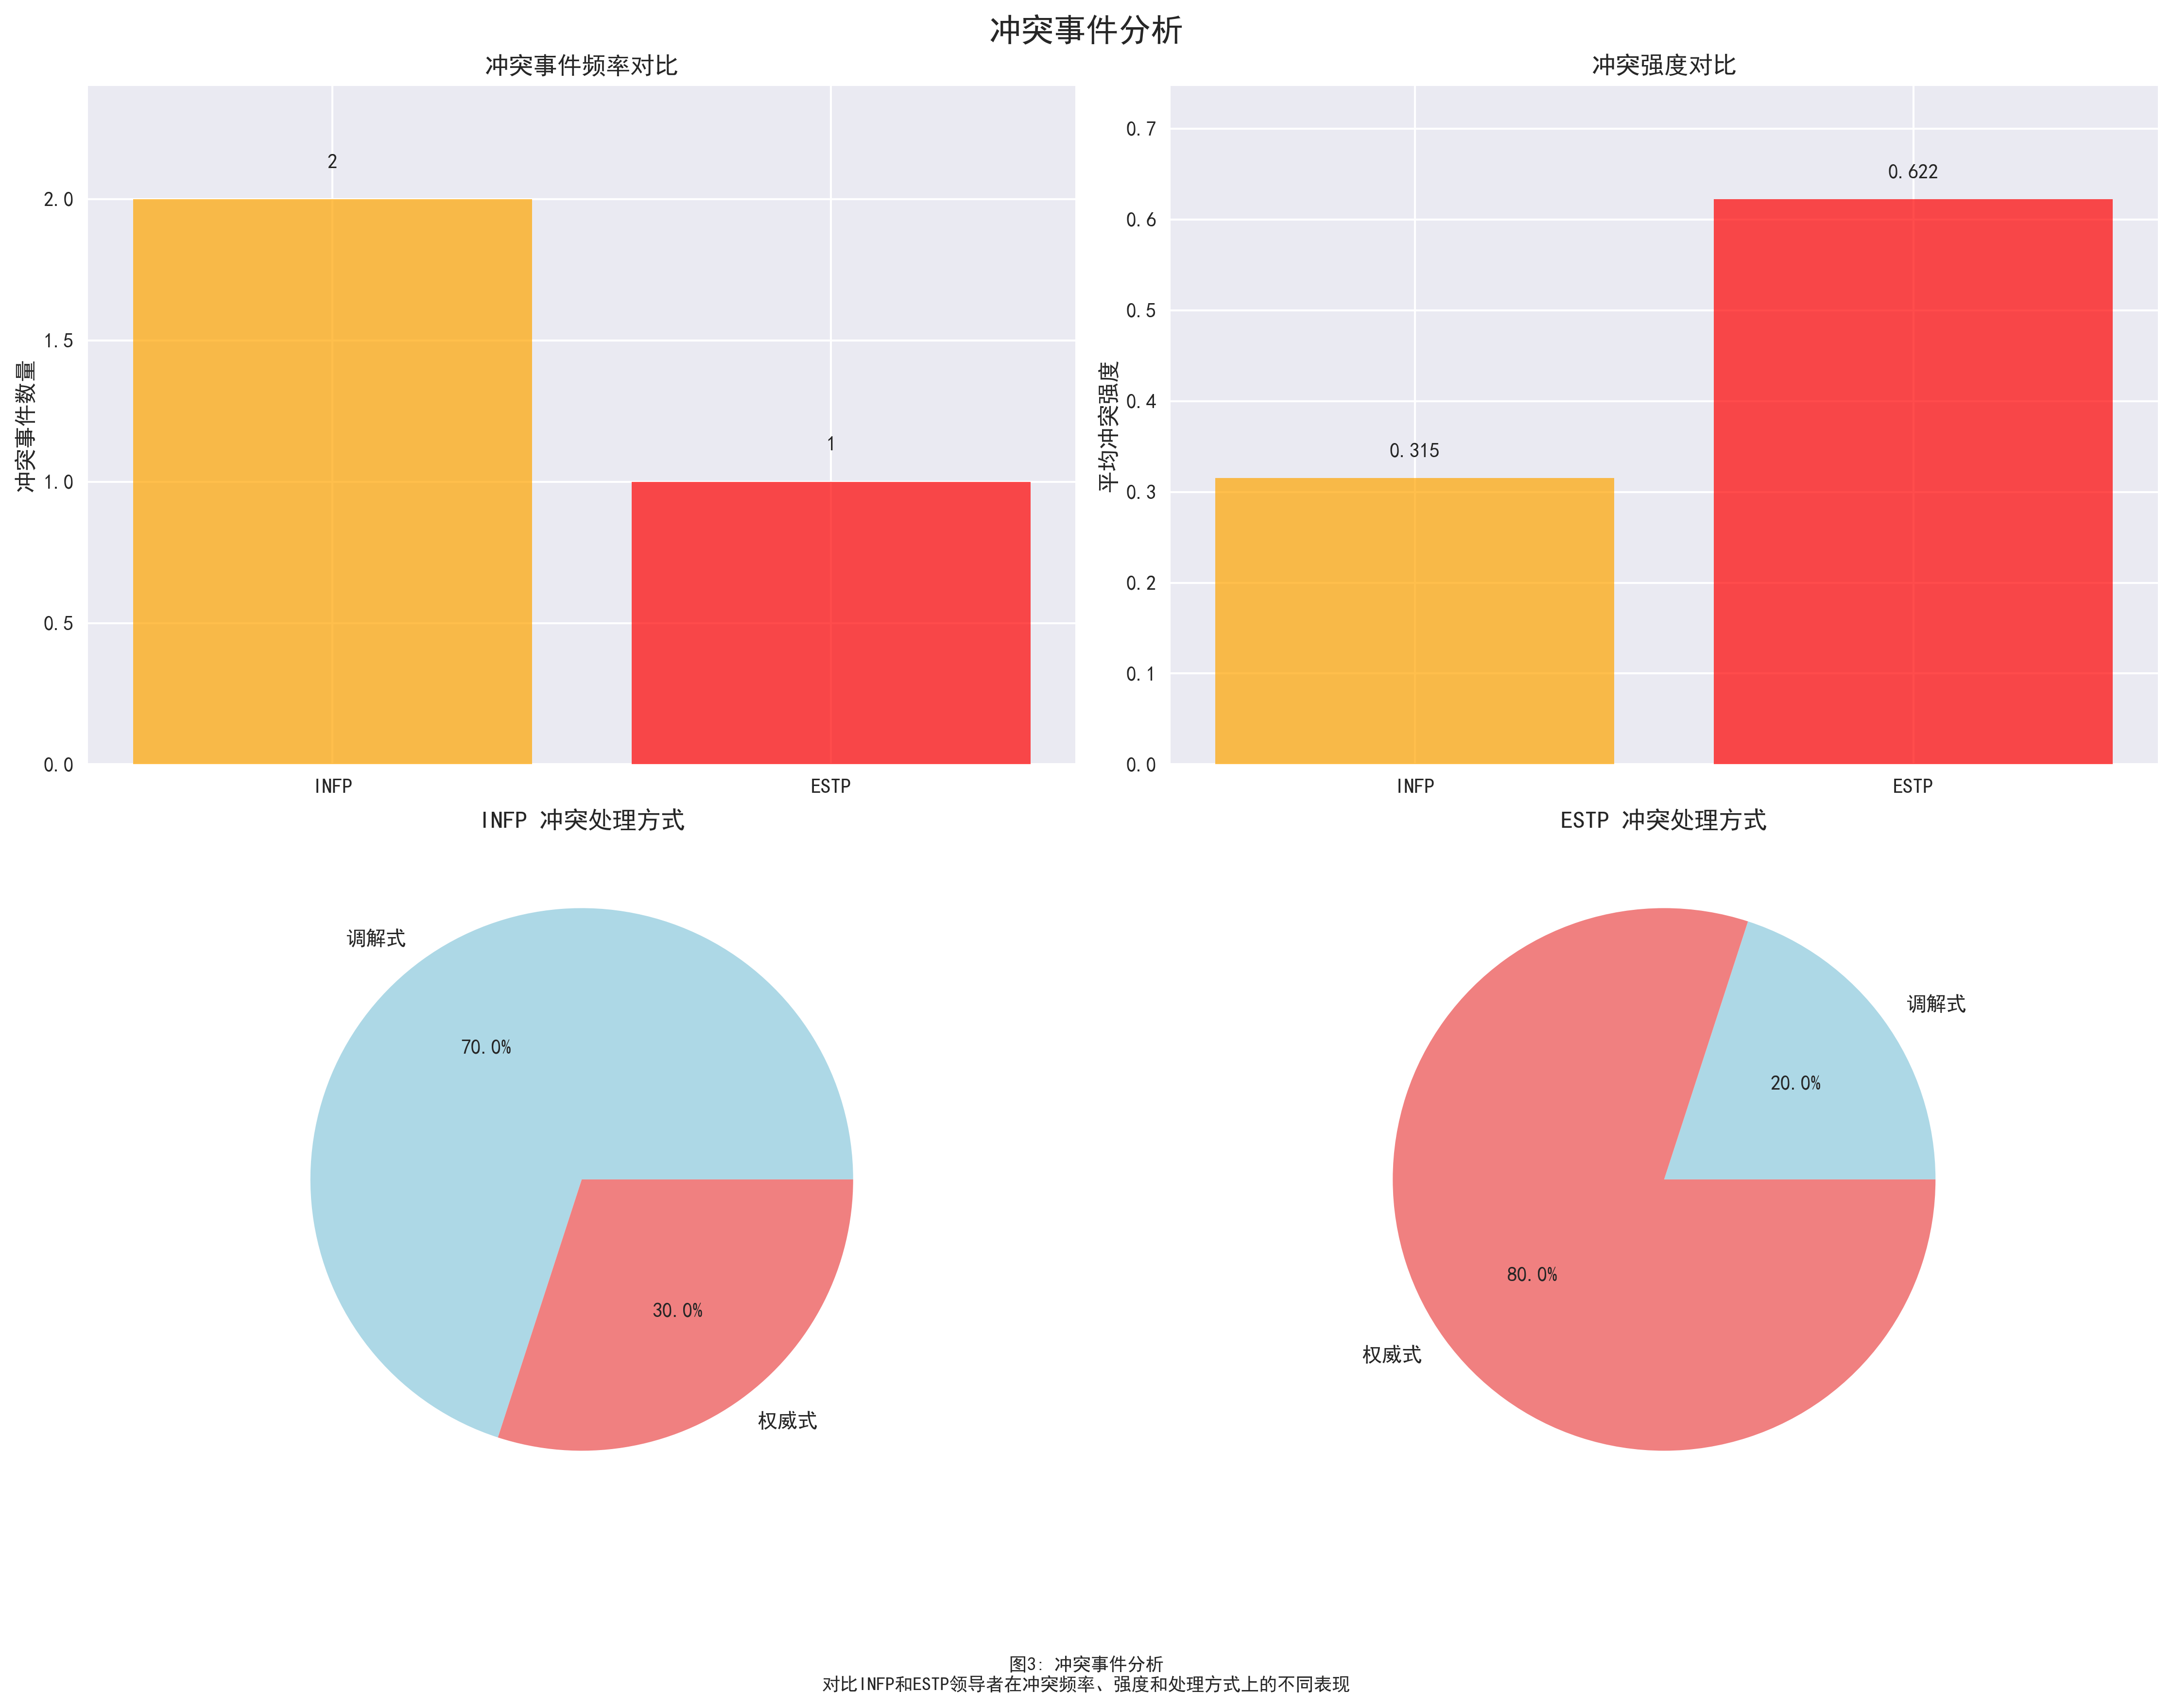 冲突事件分析
冲突事件频率对比
冲突事件数量
2.0
1.5
1.0
0.5
0.0
2
1
INFP
ESTP
冲突强度对比
平均冲突强度
0.7
0.6
0.5
0.4
0.3
0.2
0.1
0.0
0.315
0.622
INFP
ESTP
INFP 冲突处理方式
调解式
70.0%
30.0%
权威式
ESTP 冲突处理方式
调解式
20.0%
80.0%
权威式
图3: 冲突事件分析
对比INFP和ESTP领导者在冲突频率、强度和处理方式上的不同表现